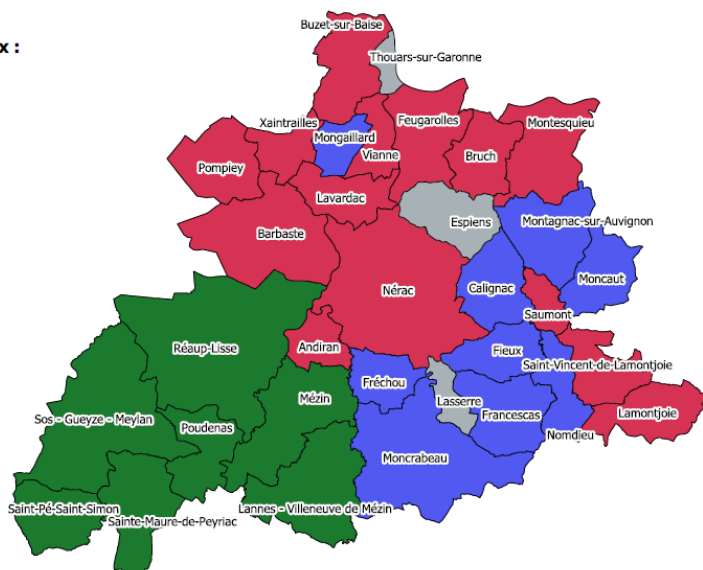 x :
Buzet-sur-Baise
Thouars-sur-Garonne
Xaintrailles
Mongaillard
Vianne
Feugarolles
Montesquieu
Bruch
Pompiey
Lavardac
Espiens
Montagnac-sur-Auvignon
Barbaste
Moncaut
Nérac
Calignac
Saumont
Réaup-Lisse
Andiran
Fieux
Saint-Vincent-de-Lamontjoie
Fréchou
Mézin
Lasserre
Francescas
Lamontjoie
Sos - Gueyze - Meylan
Poudenas
Nomdieu
Moncrabeau
Saint-Pé-Saint-Simon
Sainte-Maure-de-Peyriac
Lannes - Villeneuve de Mézin